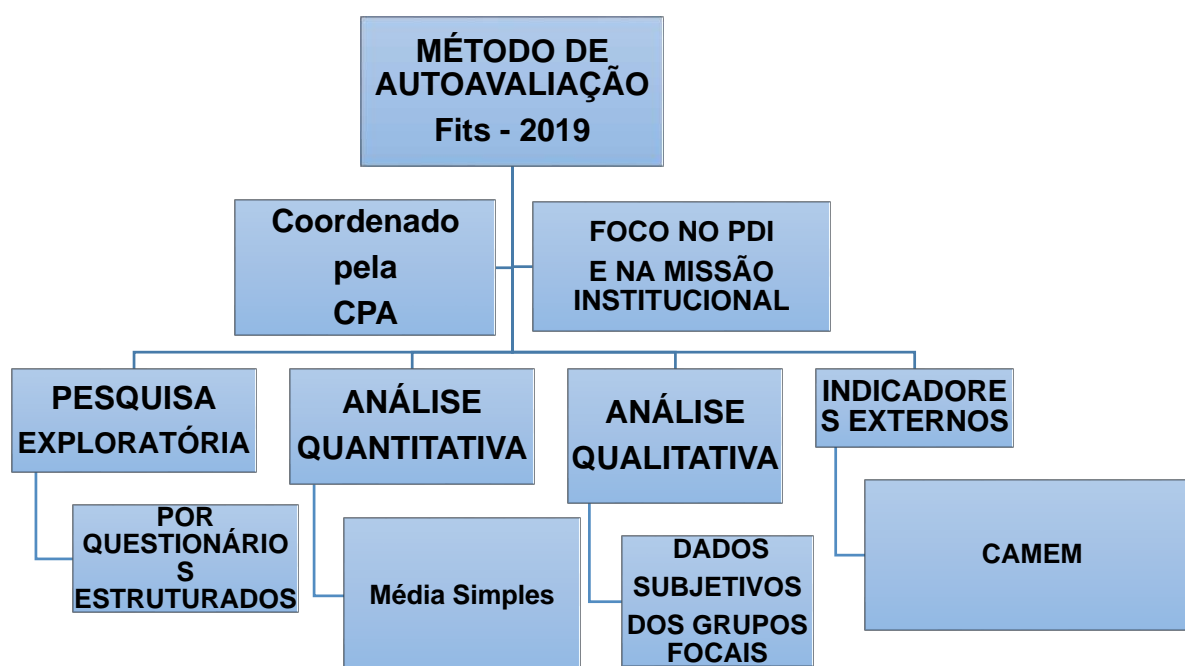 MÉTODO DE
AUTOAVALIAÇÃO
Fits - 2019
Coordenado
pela
CPA
FOCO NO PDI
E NA MISSÃO
INSTITUCIONAL
PESQUISA
EXPLORATÓRIA
ANÁLISE
QUANTITATIVA
ANÁLISE
QUALITATIVA
INDICADORE
S EXTERNOS
POR
QUESTIONÁRIO
S
ESTRUTURADOS
Média Simples
DADOS
SUBJETIVOS
DOS GRUPOS
FOCAIS
CAMEM